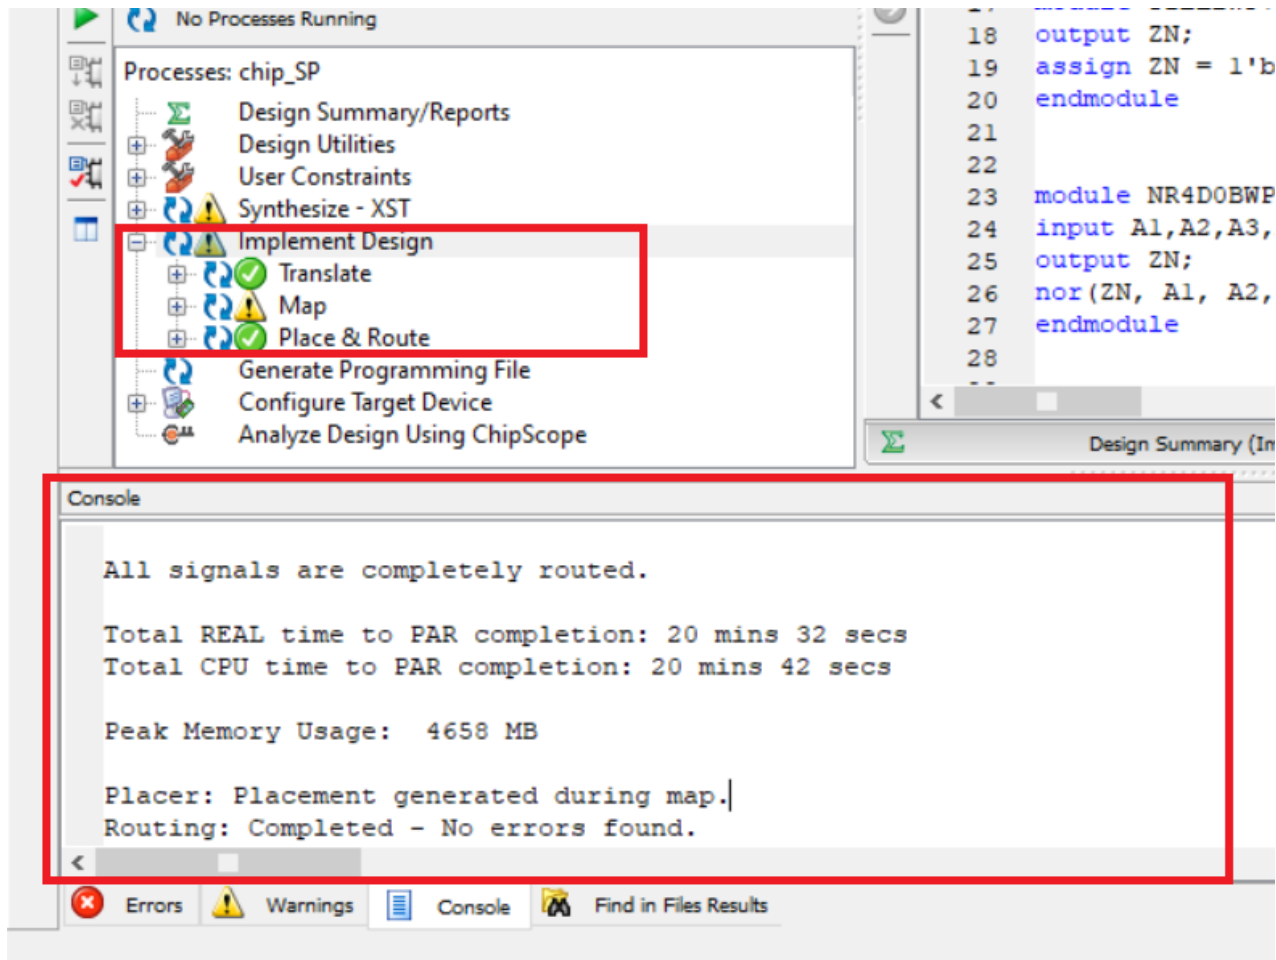 No Processes Running
Processes: chip_SP
Design Summary/Reports
Design Utilities
User Constraints
Synthesize - XST
Implement Design
Translate
Map
Place & Route
Generate Programming File
Configure Target Device
Analyze Design Using ChipScope
18 output ZN;
19 assign ZN = 1'b
20 endmodule
21
22
23 module NR4D0BWP
24 input A1,A2,A3,
25 output ZN;
26 nor(ZN, A1, A2,
27 endmodule
28
Design Summary (Im
Console
All signals are completely routed.
Total REAL time to PAR completion: 20 mins 32 secs
Total CPU time to PAR completion: 20 mins 42 secs
Peak Memory Usage: 4658 MB
Placer: Placement generated during map.
Routing: Completed - No errors found.
Errors Warnings Console Find in Files Results